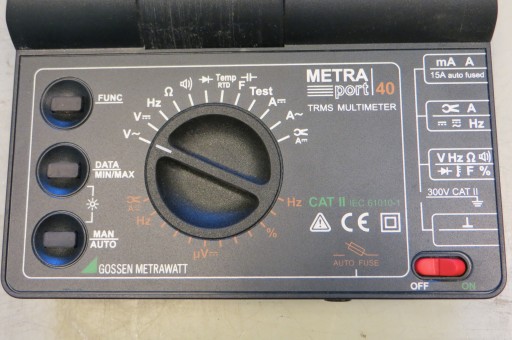 FUNC
DATA
MIN/MAX
MAN
AUTO
GOSSEN METRAWATT
V~
V⎓
Hz
Ω
Temp
RTD
F
Test
A⎓
A~
A⎓
Hz
%
µV⎓
Hz
METRA
port 40
TRMS MULTIMETER
CAT II IEC 61010-1
CE
AUTO FUSE
mA A
15A auto fused
A
Hz
V Hz Ω
F %
300V CAT II
OFF ON